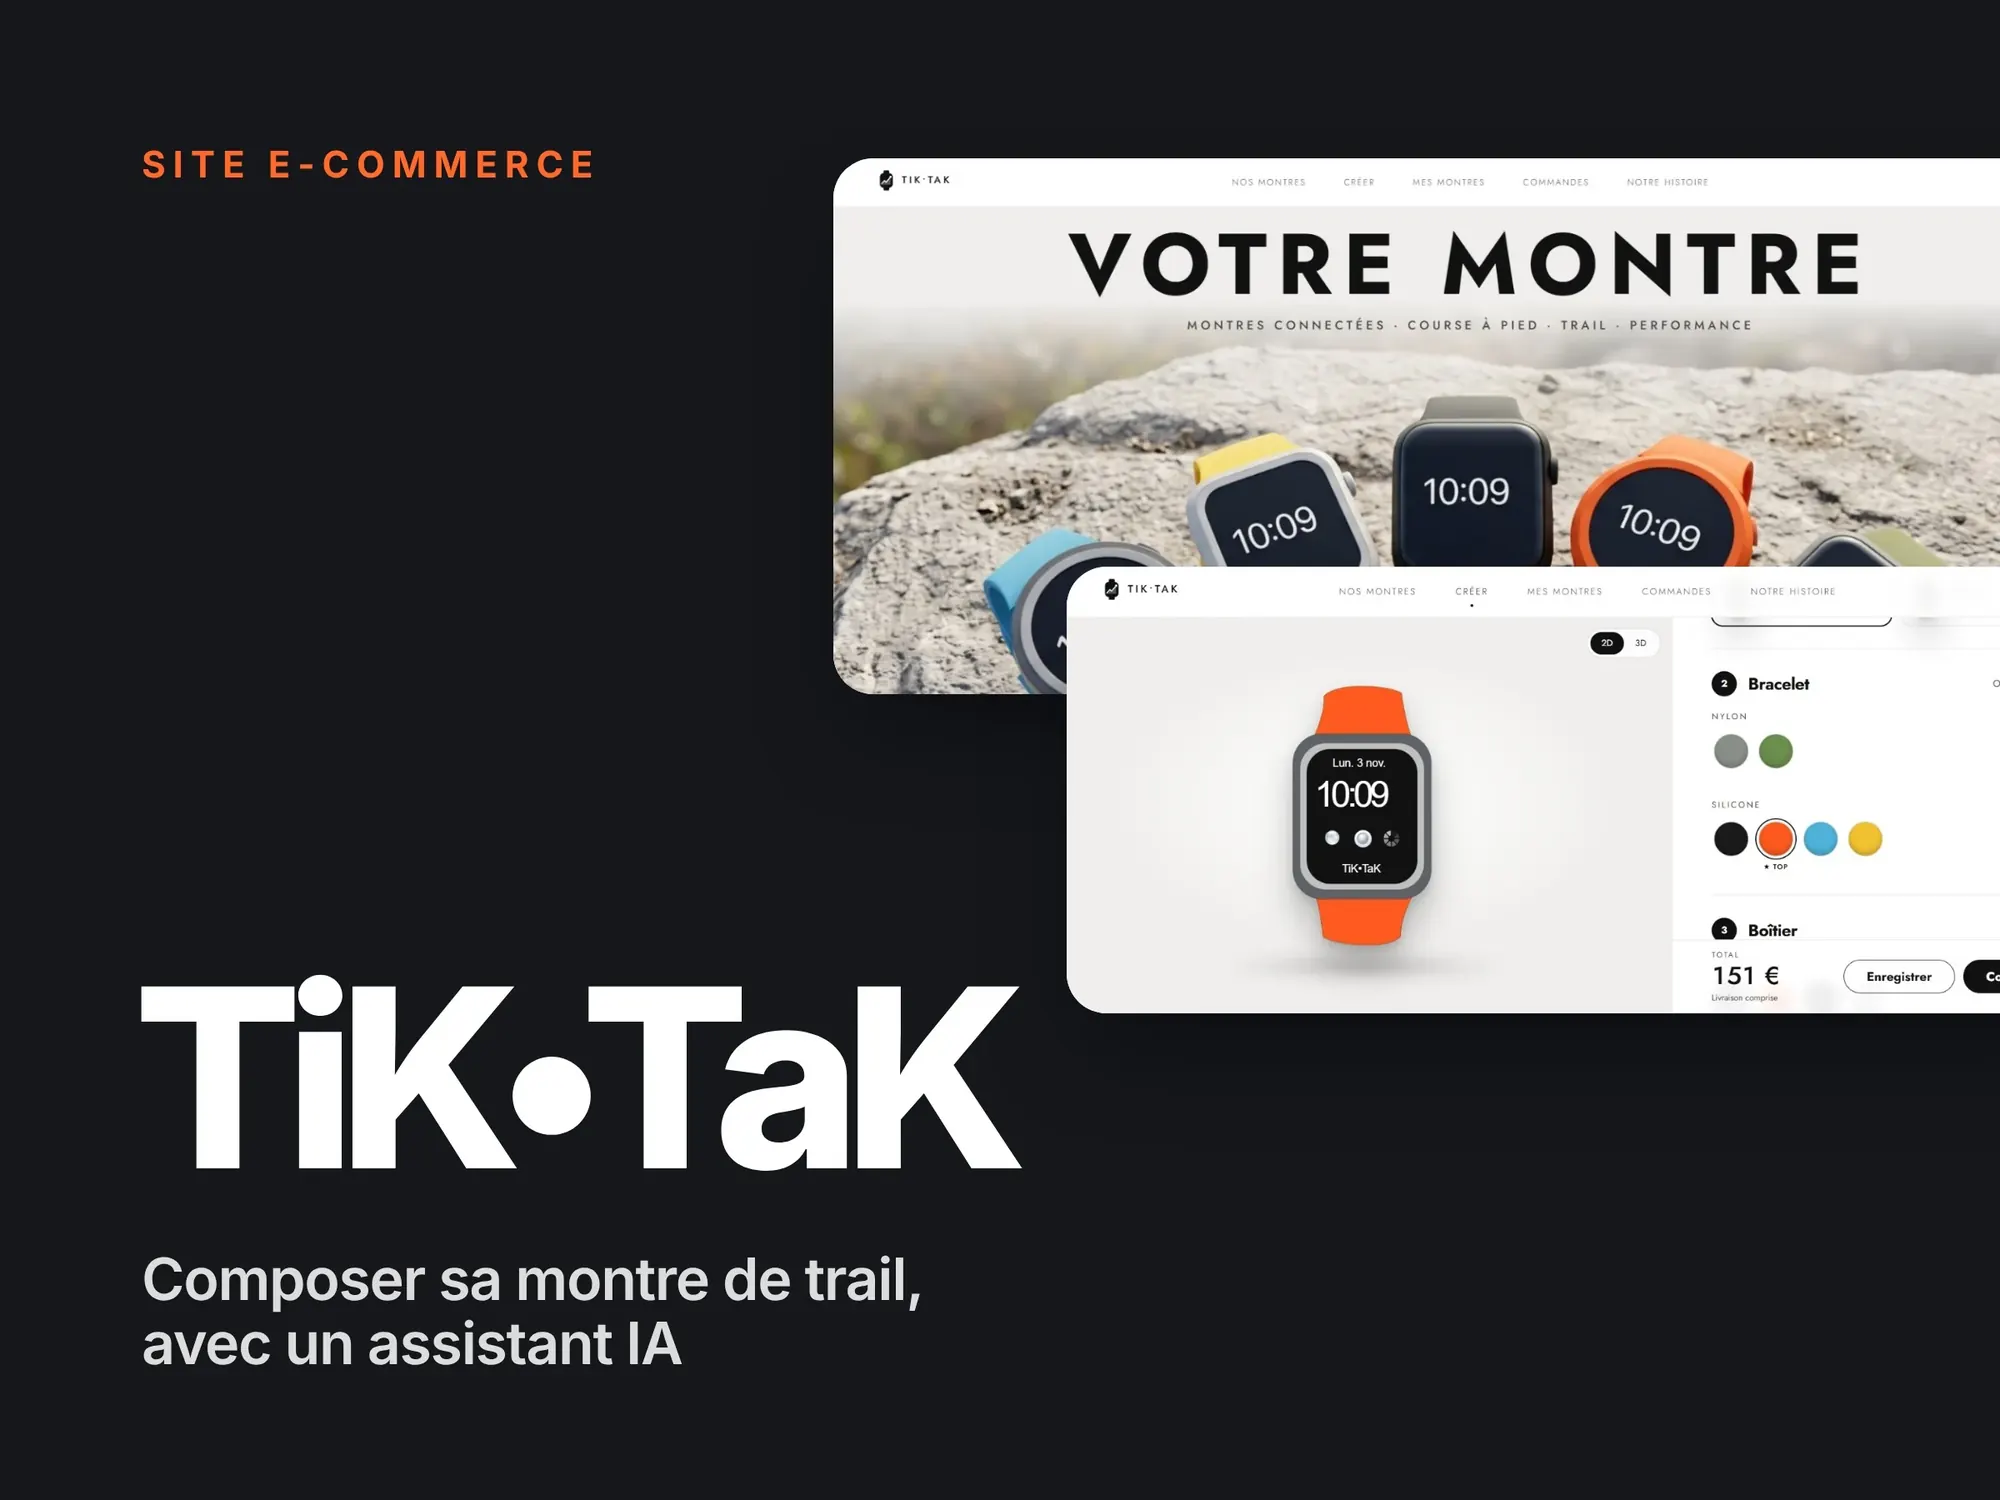 SITE E-COMMERCE
TIK·TAK
NOS MONTRES CRÉER MES MONTRES COMMANDES NOTRE HISTOIRE
VOTRE MONTRE
MONTRES CONNECTÉES · COURSE À PIED · TRAIL · PERFORMANCE
10:09
10:09
10:09
TIK·TAK
NOS MONTRES CRÉER MES MONTRES COMMANDES NOTRE HISTOIRE
2D 3D
Lun. 3 nov.
10:09
TiK•TaK
2 Bracelet
NYLON
SILICONE
★ TOP
3 Boîtier
TOTAL
151 €
Livraison comprise
Enregistrer
TiK•TaK
Composer sa montre de trail,
avec un assistant IA